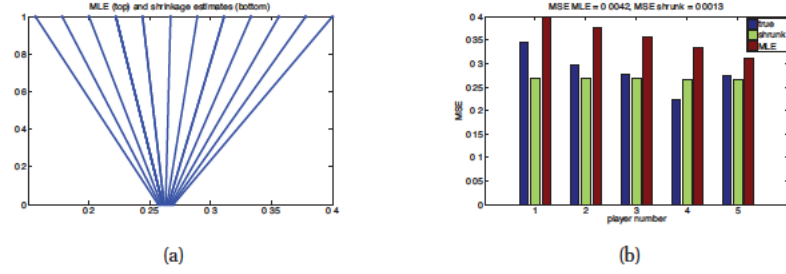 MLE (top) and shrinkage estimates (bottom)
1
0 8
0 6
0 4
0 2
0
0 2
0 25
0 3
0 35
0 4
(a)
MSE MLE = 0 0042, MSE shrunk = 0 0013
0 4
0 35
0 3
0 25
0 2
0 15
0 1
0 05
0
MSE
true
shrunk
MLE
1
2
3
4
5
player number
(b)